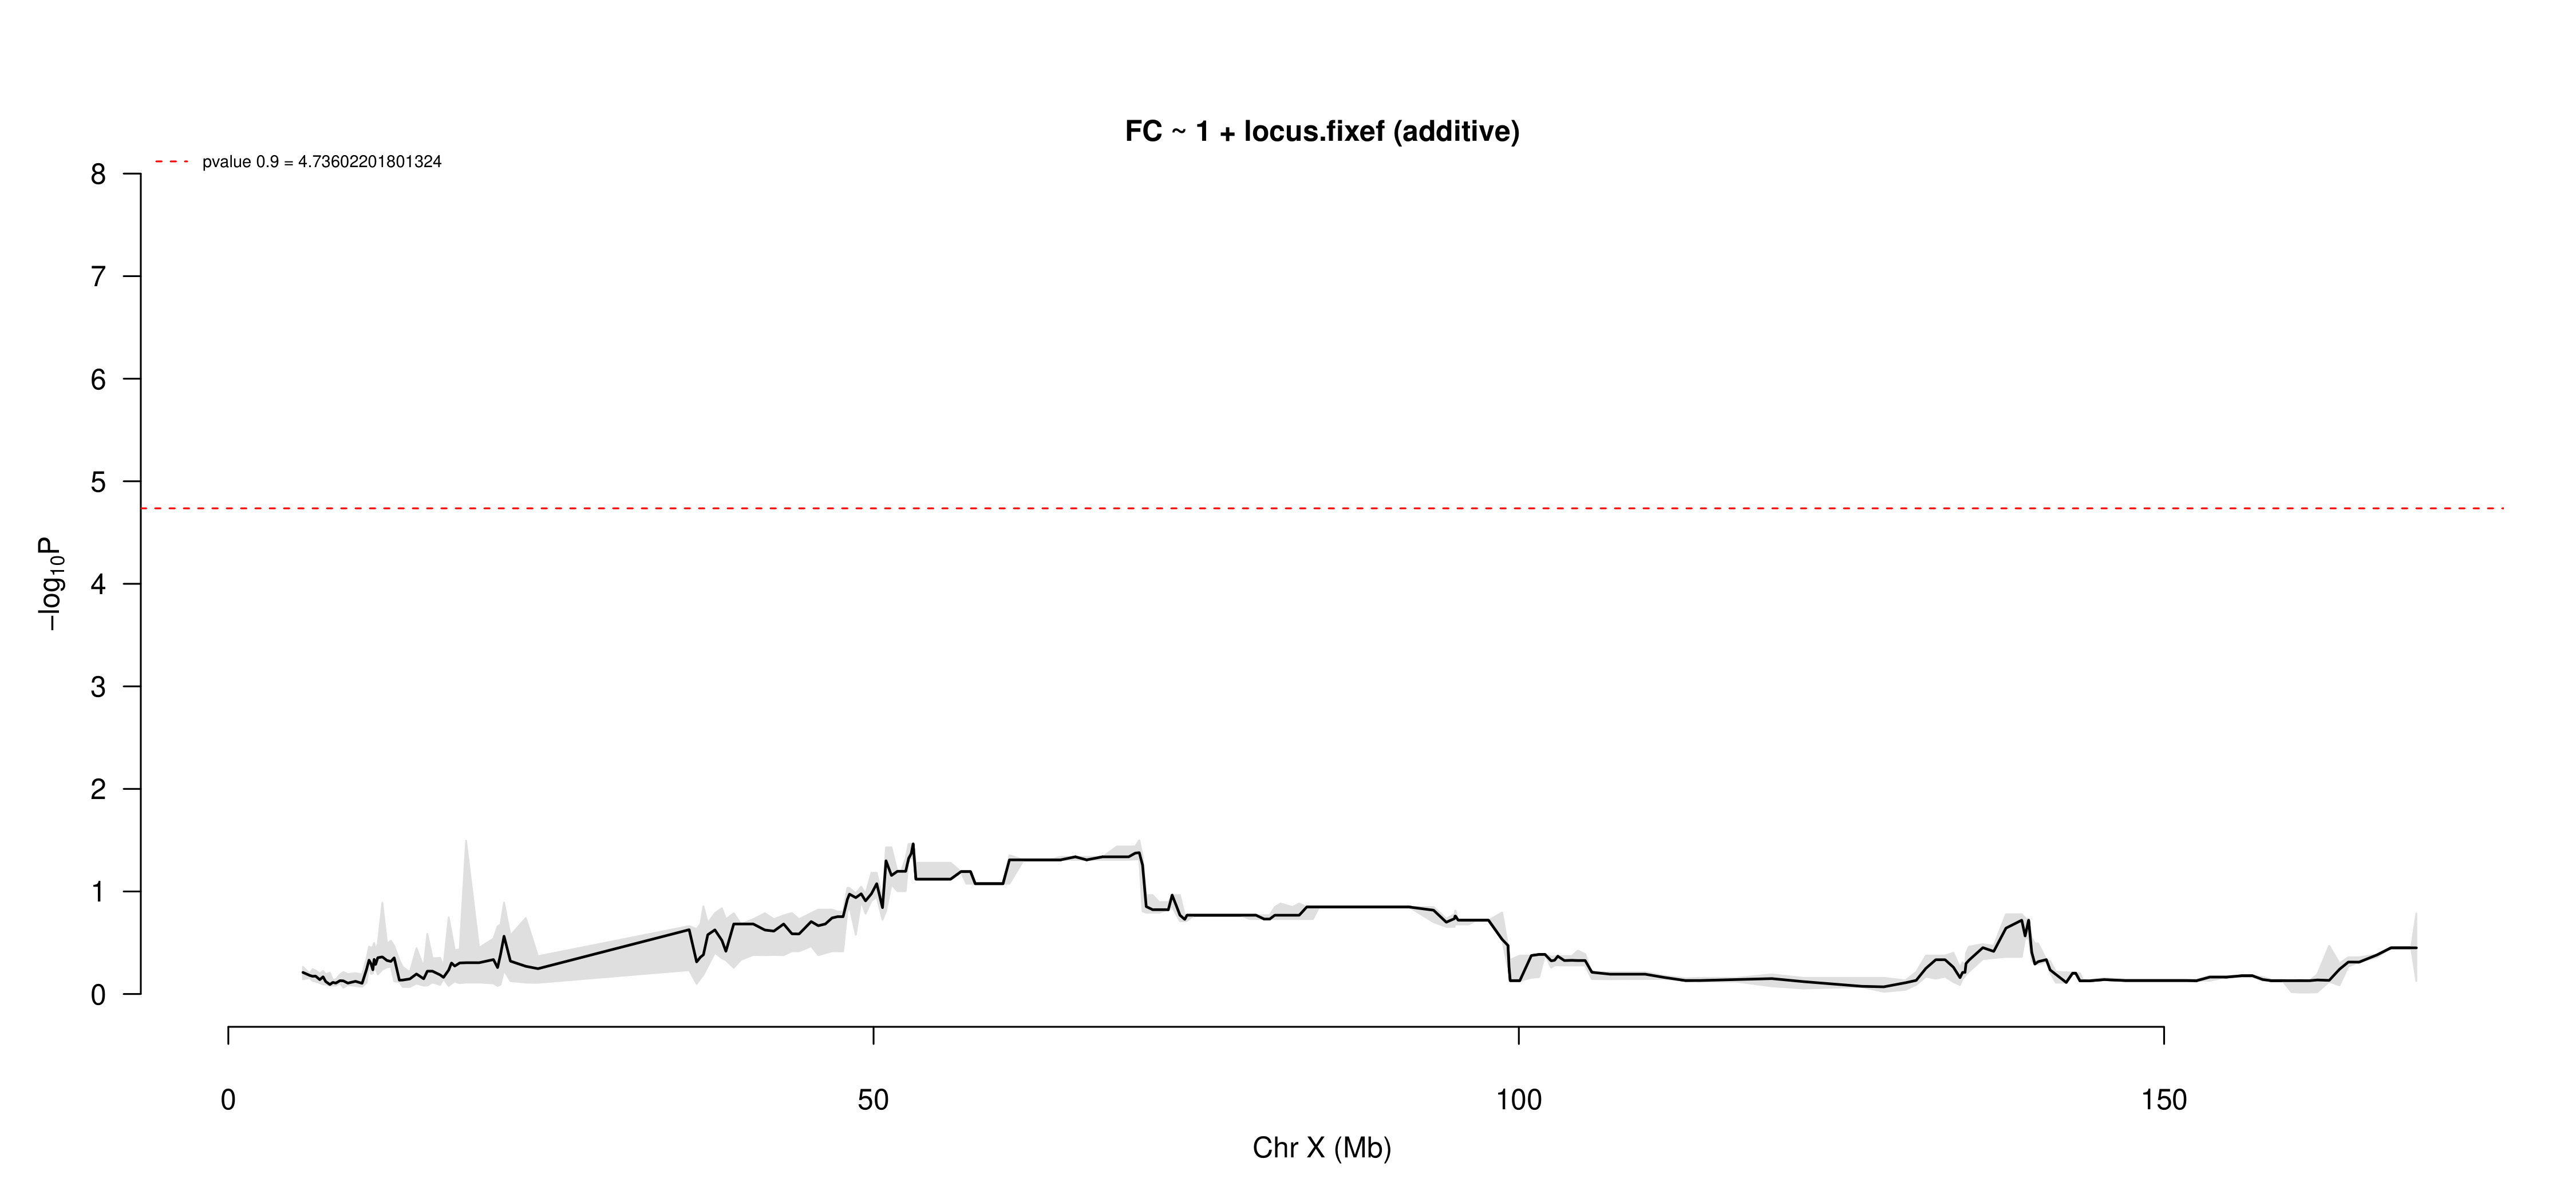 FC ~ 1 + locus.fixef (additive)
pvalue 0.9 = 4.73602201801324
8
7
6
5
4
3
2
1
0
−log10P
0 50 100 150
Chr X (Mb)